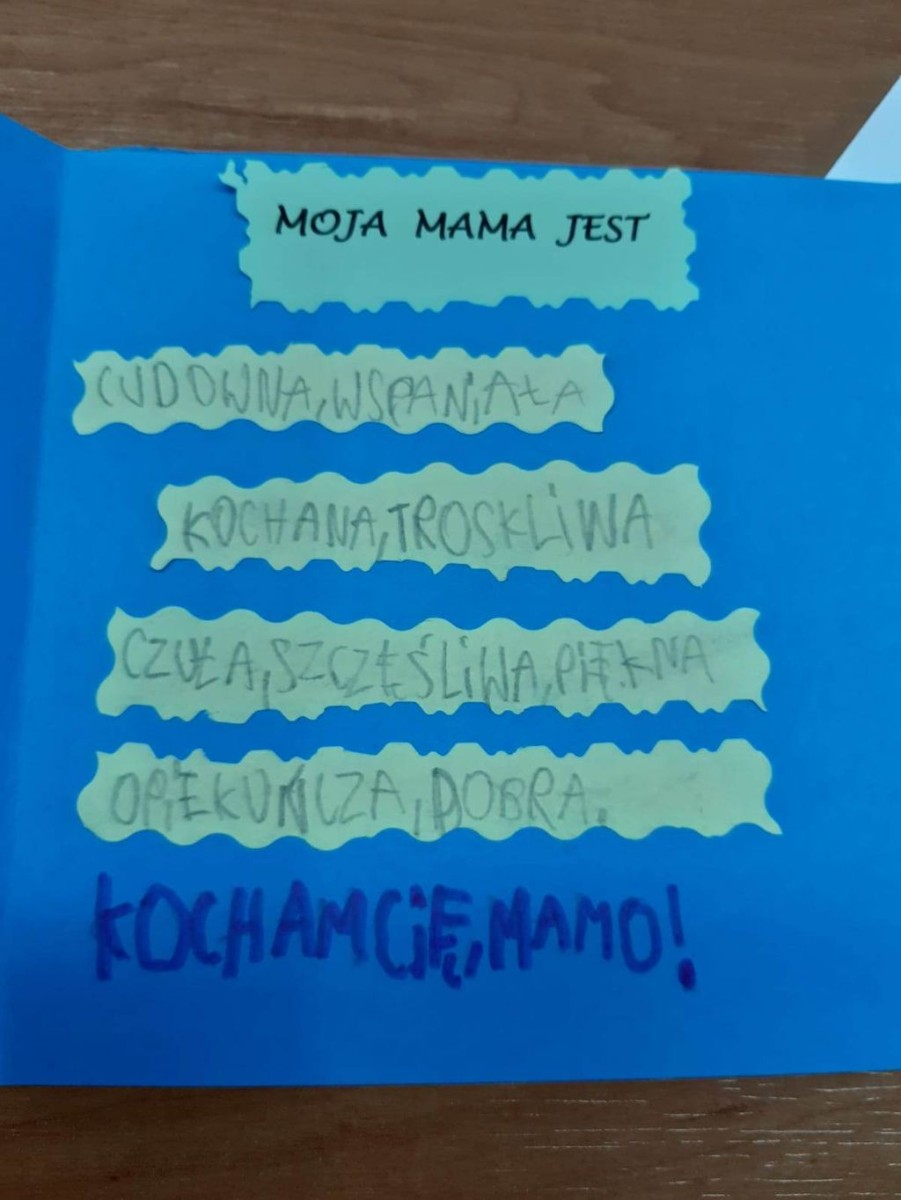 MOJA MAMA JEST
CUDOWNA, WSPANiAŁA
KOCHANA, TROSKLiWA
CZUŁA, SZCZĘŚLiWA, PiĘKNA
OPiEKUŃCZA, DOBRA.
KOCHAM CiĘ, MAMO!